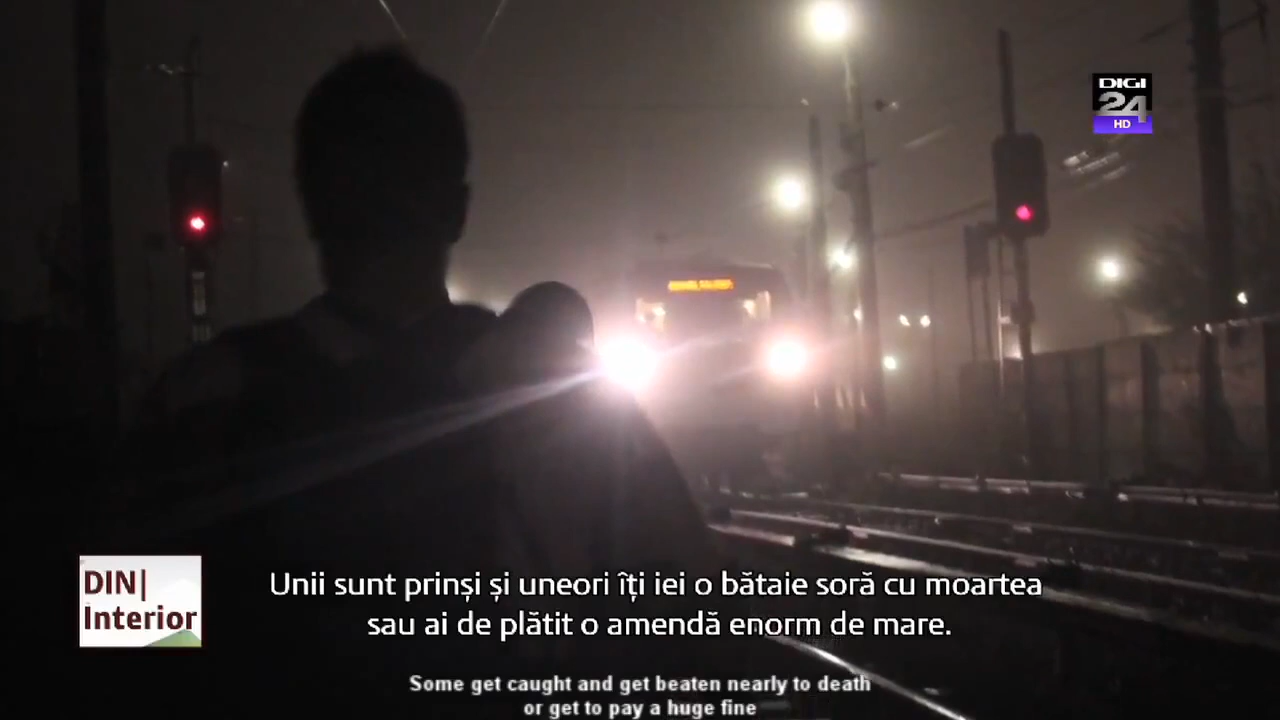 DIGI
24
HD
DIN|
Interior
Unii sunt prinși și uneori îți iei o bătaie soră cu moartea
sau ai de plătit o amendă enorm de mare.
Some get caught and get beaten nearly to death
or get to pay a huge fine